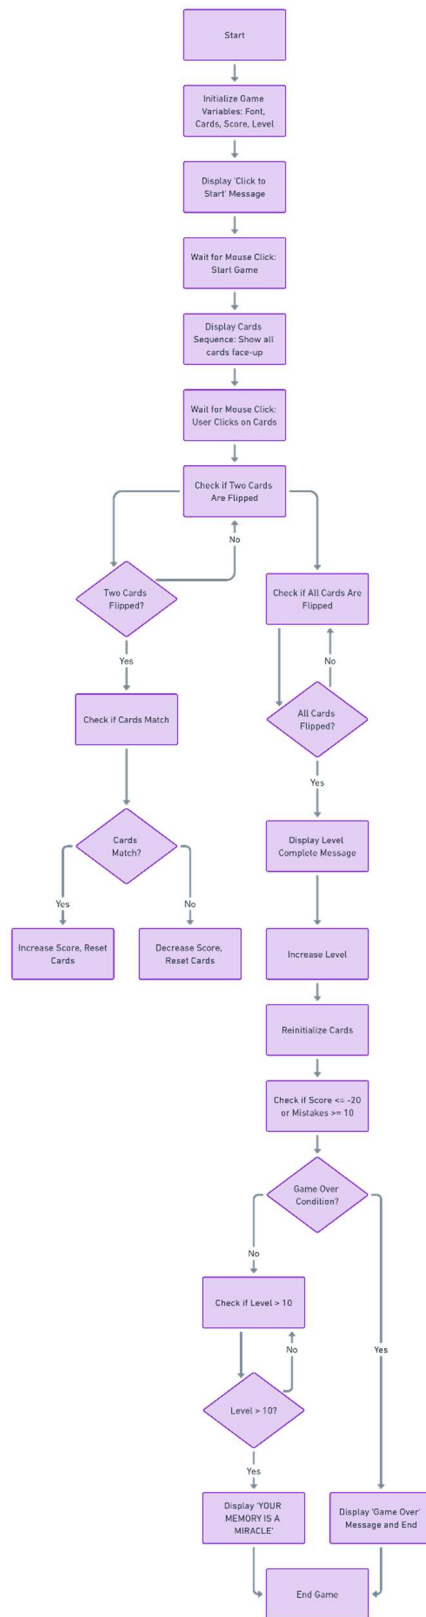 Start
Initialize Game
Variables: Font,
Cards, Score, Level
Display 'Click to
Start' Message
Wait for Mouse Click:
Start Game
Display Cards
Sequence: Show all
cards face-up
Wait for Mouse Click:
User Clicks on Cards
Check if Two Cards
Are Flipped
No
Two Cards
Flipped?
Check if All Cards Are
Flipped
Yes
No
Check if Cards Match
All Cards
Flipped?
Yes
Cards
Match?
Display Level
Complete Message
Yes
No
Increase Score, Reset
Cards
Decrease Score,
Reset Cards
Increase Level
Reinitialize Cards
Check if Score <= -20
or Mistakes >= 10
Game Over
Condition?
No
Check if Level > 10
No
Yes
Level > 10?
Yes
Display 'YOUR
MEMORY IS A
MIRACLE'
Display 'Game Over'
Message and End
End Game